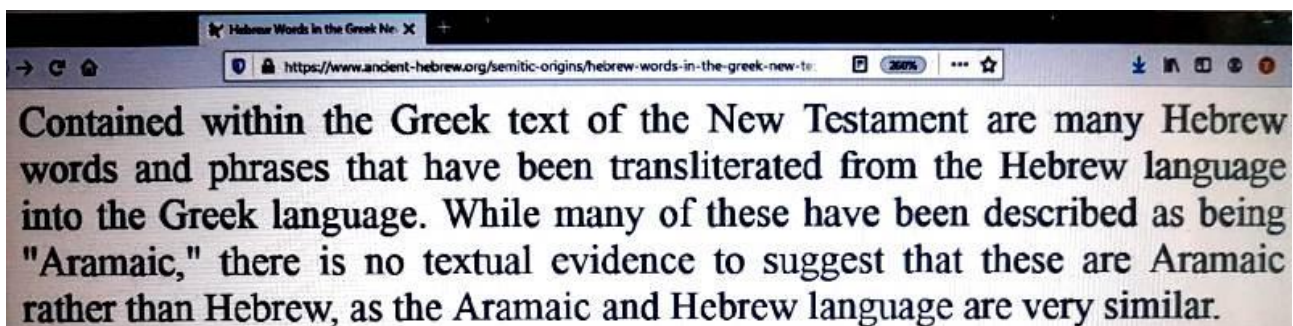 Hebrew Words in the Greek Ne
https://www.ancient-hebrew.org/semitic-origins/hebrew-words-in-the-greek-new-te
260%
Contained within the Greek text of the New Testament are many Hebrew
words and phrases that have been transliterated from the Hebrew language
into the Greek language. While many of these have been described as being
"Aramaic," there is no textual evidence to suggest that these are Aramaic
rather than Hebrew, as the Aramaic and Hebrew language are very similar.